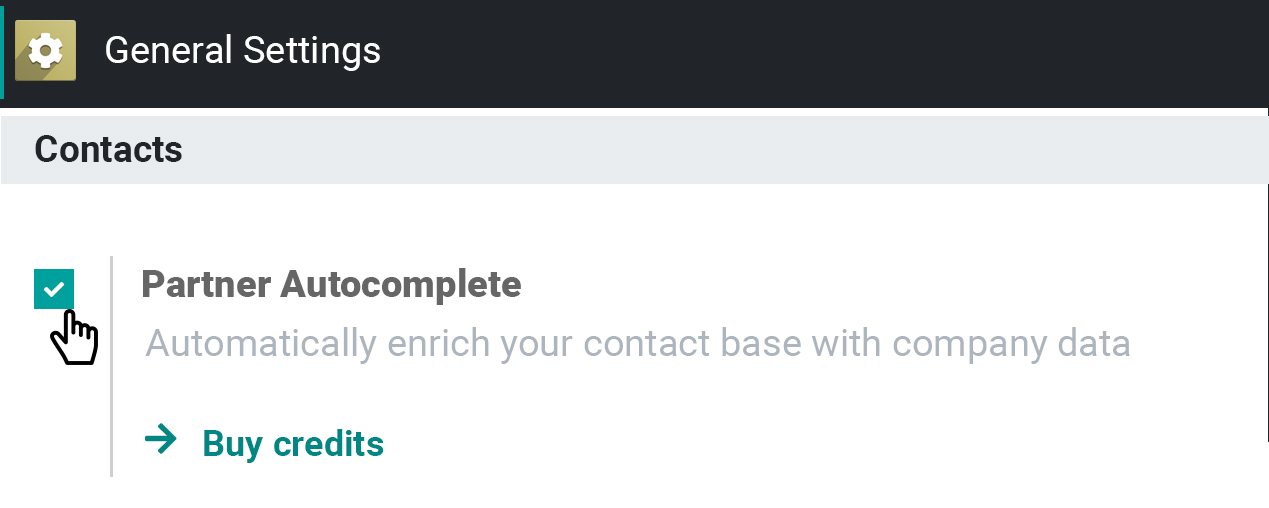 General Settings
Contacts
Partner Autocomplete
Automatically enrich your contact base with company data
Buy credits